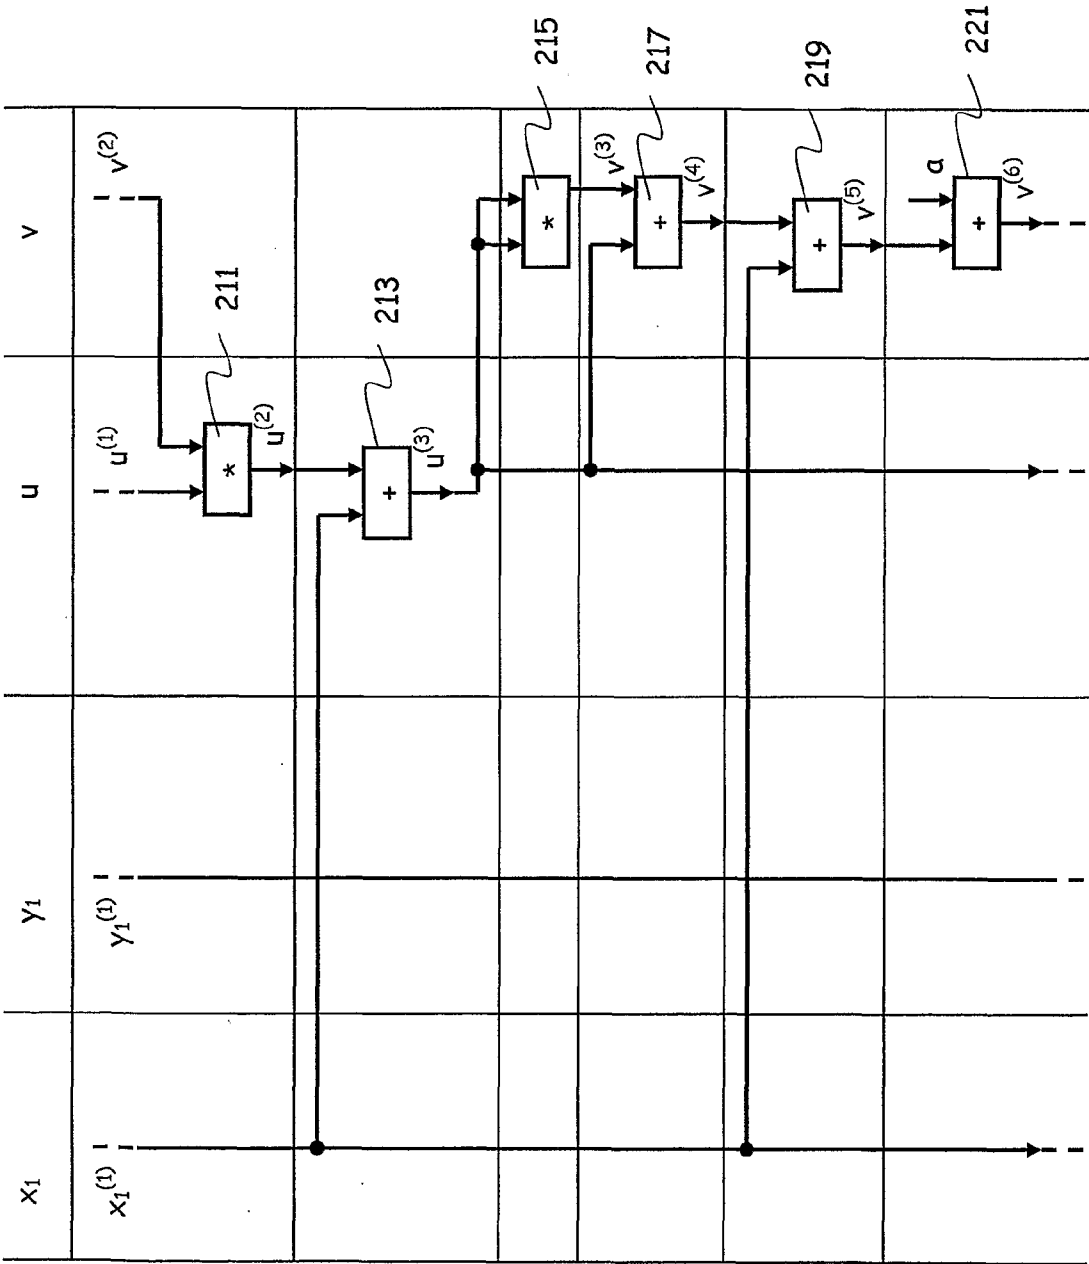 x₁ y₁ u v
x₁⁽¹⁾ y₁⁽¹⁾ u⁽¹⁾ v⁽²⁾
* 211
u⁽²⁾
+ 213
u⁽³⁾
* 215
v⁽³⁾
+ 217
v⁽⁴⁾
+ 219
v⁽⁵⁾
a
+ 221
v⁽⁶⁾